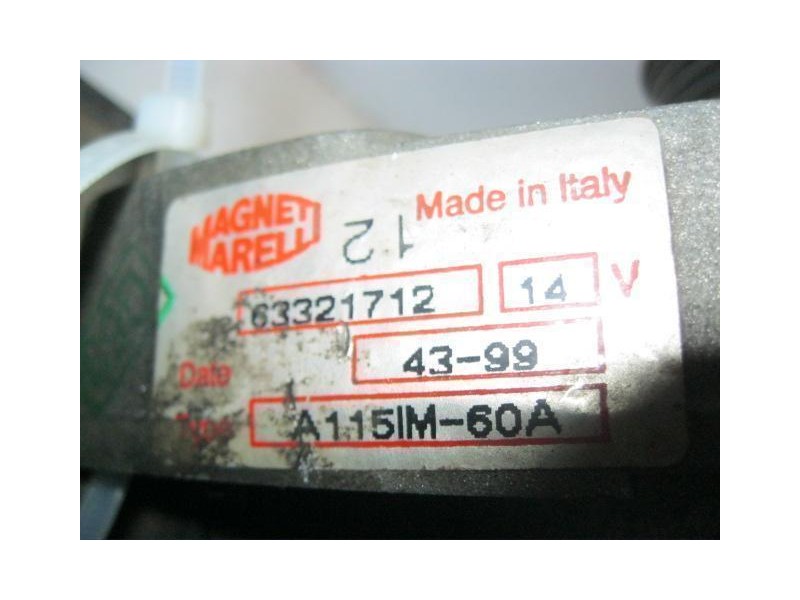 MAGNETI MARELLI
12
Made in Italy
63321712 14 V
Date 43-99
Type A115IM-60A